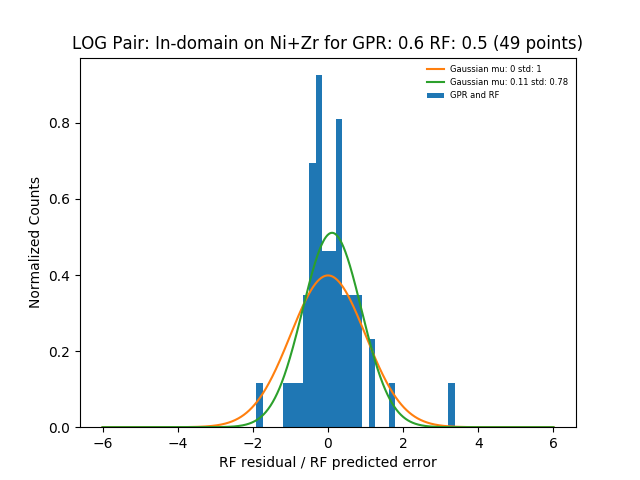 LOG Pair: In-domain on Ni+Zr for GPR: 0.6 RF: 0.5 (49 points)
Gaussian mu: 0 std: 1
Gaussian mu: 0.11 std: 0.78
GPR and RF
Normalized Counts
0.8
0.6
0.4
0.2
0.0
−6 −4 −2 0 2 4 6
RF residual / RF predicted error